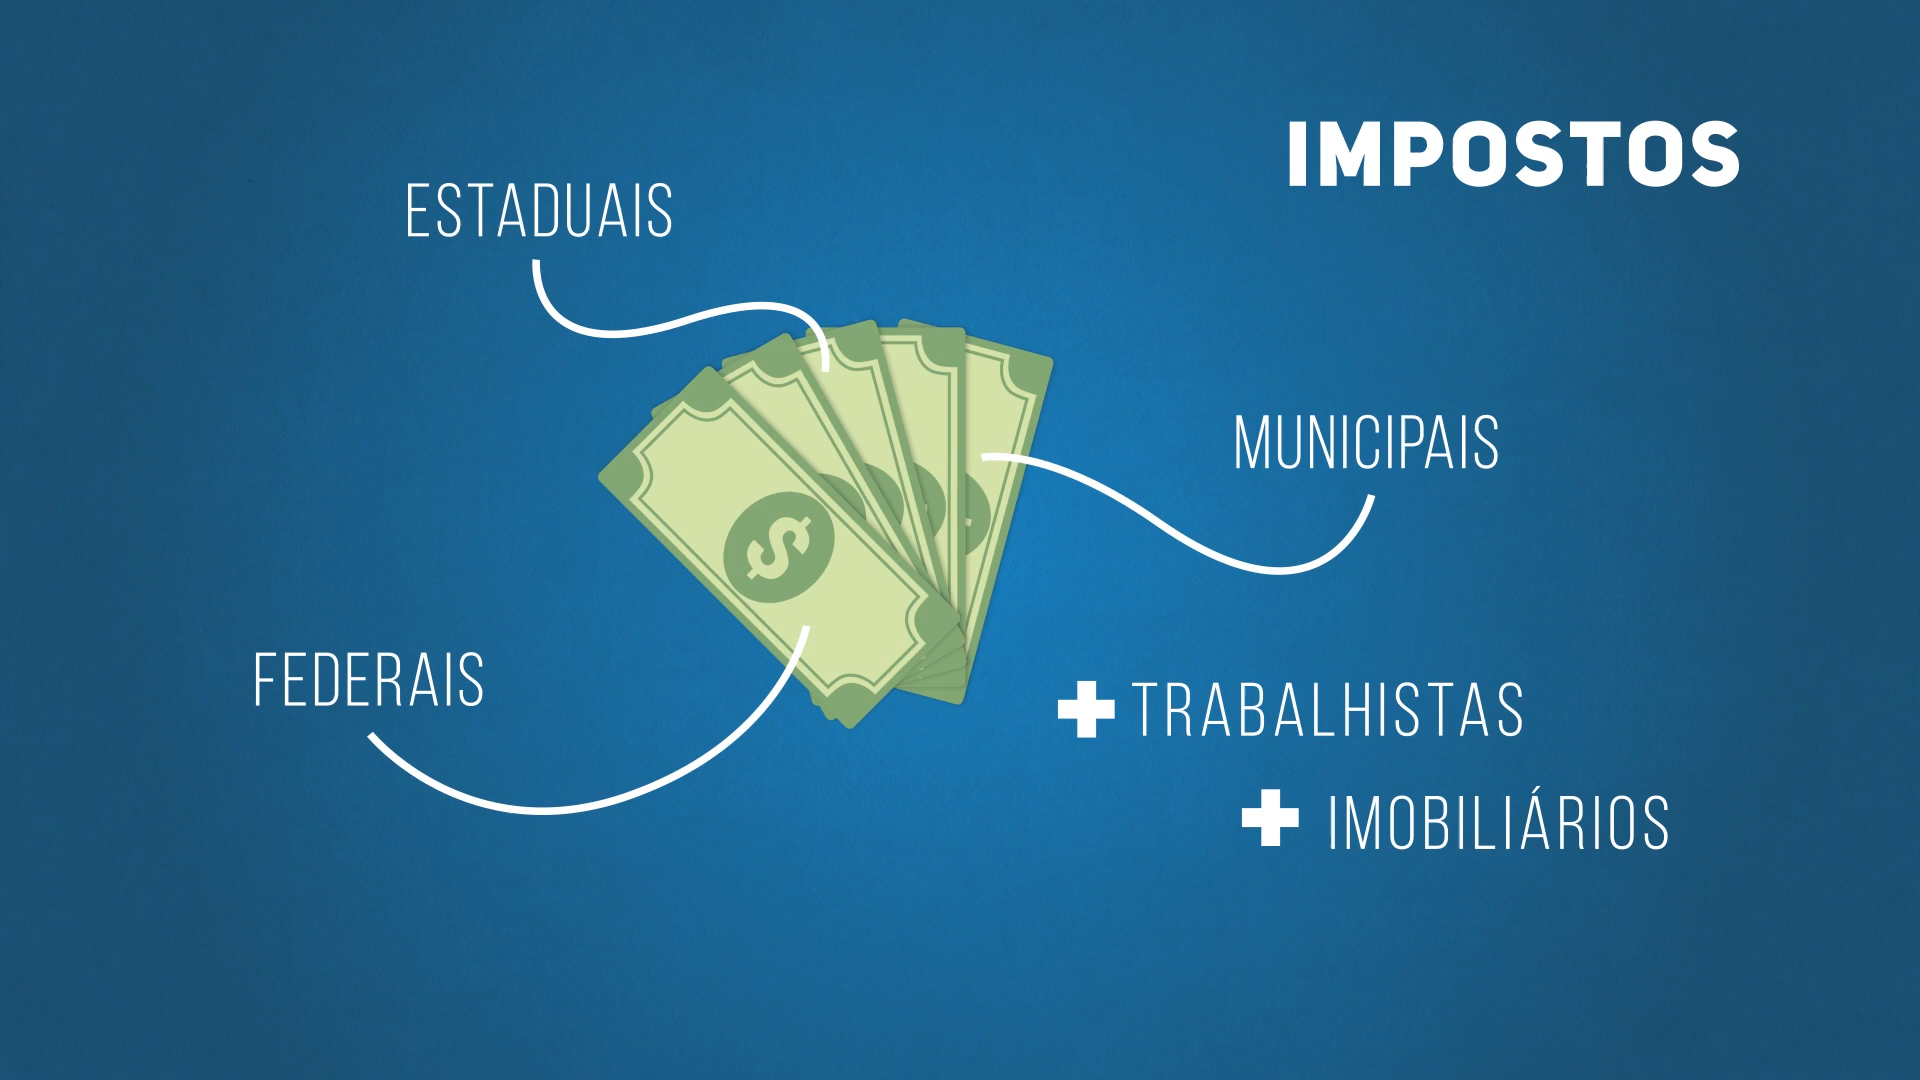 IMPOSTOS
ESTADUAIS
MUNICIPAIS
FEDERAIS
+ TRABALHISTAS
+ IMOBILIÁRIOS
$